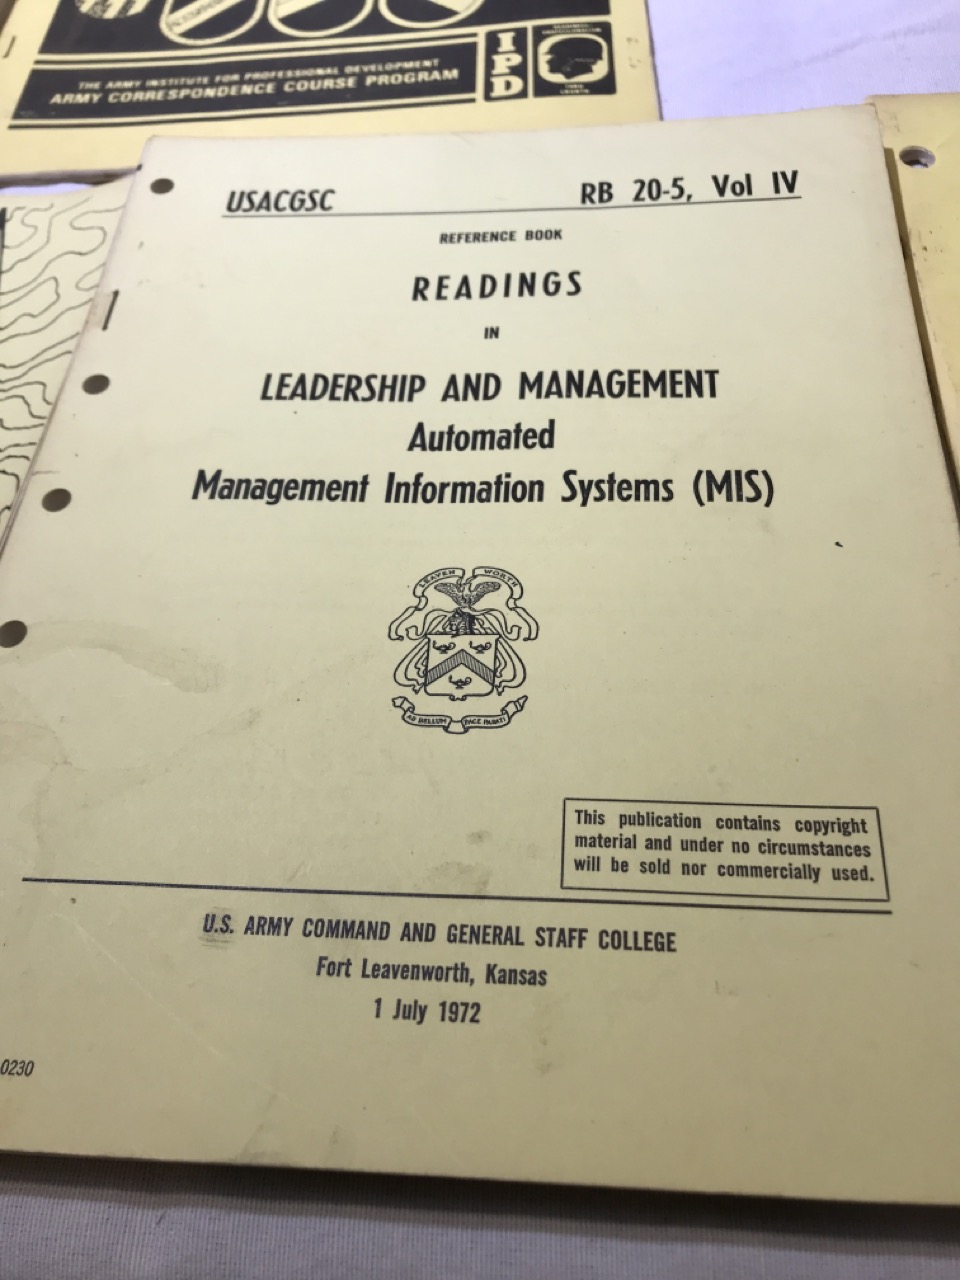 THE ARMY INSTITUTE FOR PROFESSIONAL DEVELOPMENT
ARMY CORRESPONDENCE COURSE PROGRAM
IPD
USACGSC
RB 20-5, Vol IV
REFERENCE BOOK
READINGS
IN
LEADERSHIP AND MANAGEMENT
Automated
Management Information Systems (MIS)
LEAVEN WORTH
AD BELLUM PACE PARATI
This publication contains copyright
material and under no circumstances
will be sold nor commercially used.
U.S. ARMY COMMAND AND GENERAL STAFF COLLEGE
Fort Leavenworth, Kansas
1 July 1972
0230